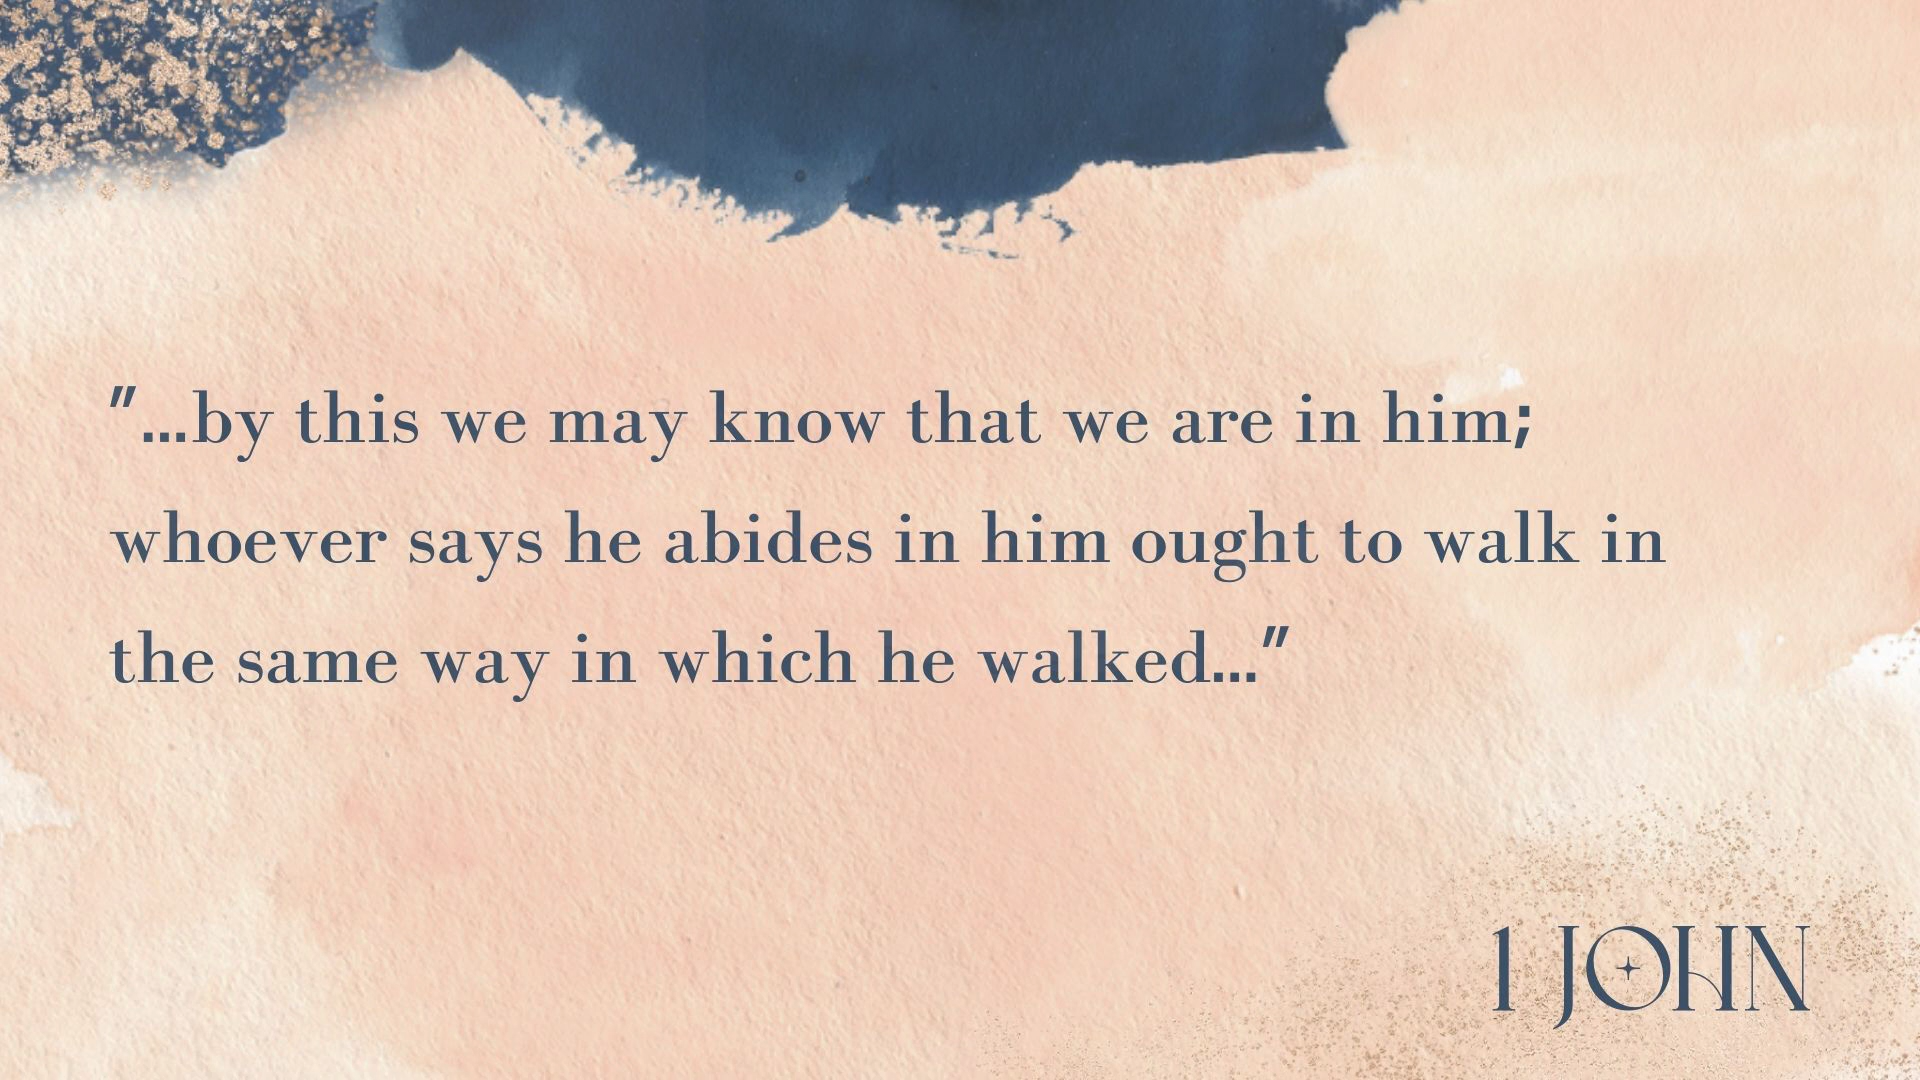 "...by this we may know that we are in him;
whoever says he abides in him ought to walk in
the same way in which he walked..."
1 JOHN